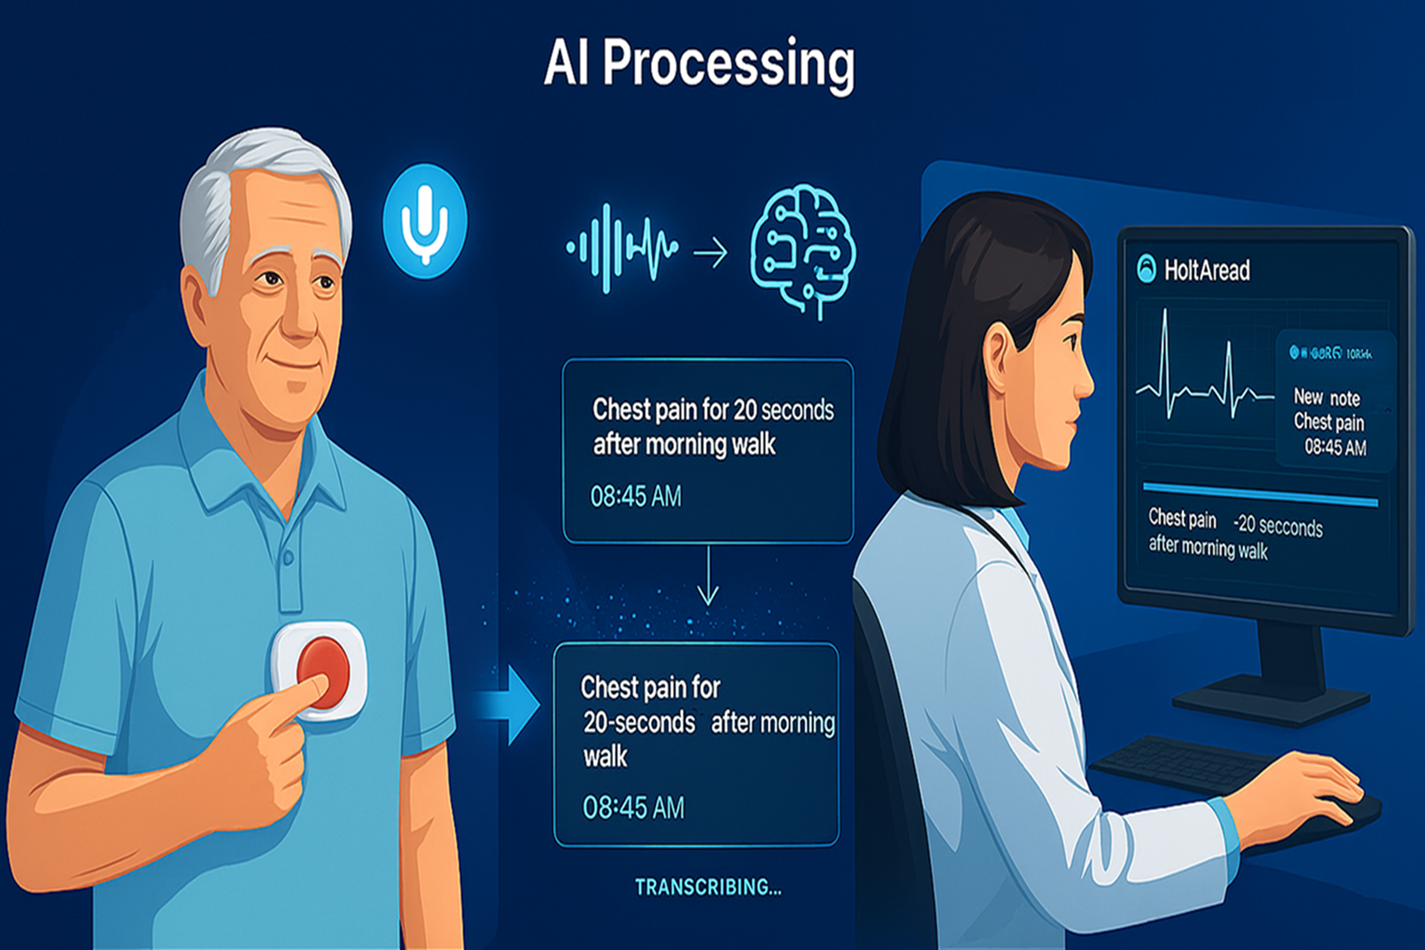 AI Processing
Chest pain for 20 seconds
after morning walk
08:45 AM
Chest pain for
20-seconds after morning
walk
08:45 AM
TRANSCRIBING...
HoltAread
New note
Chest pain
08:45 AM
Chest pain -20 secconds
after morning walk